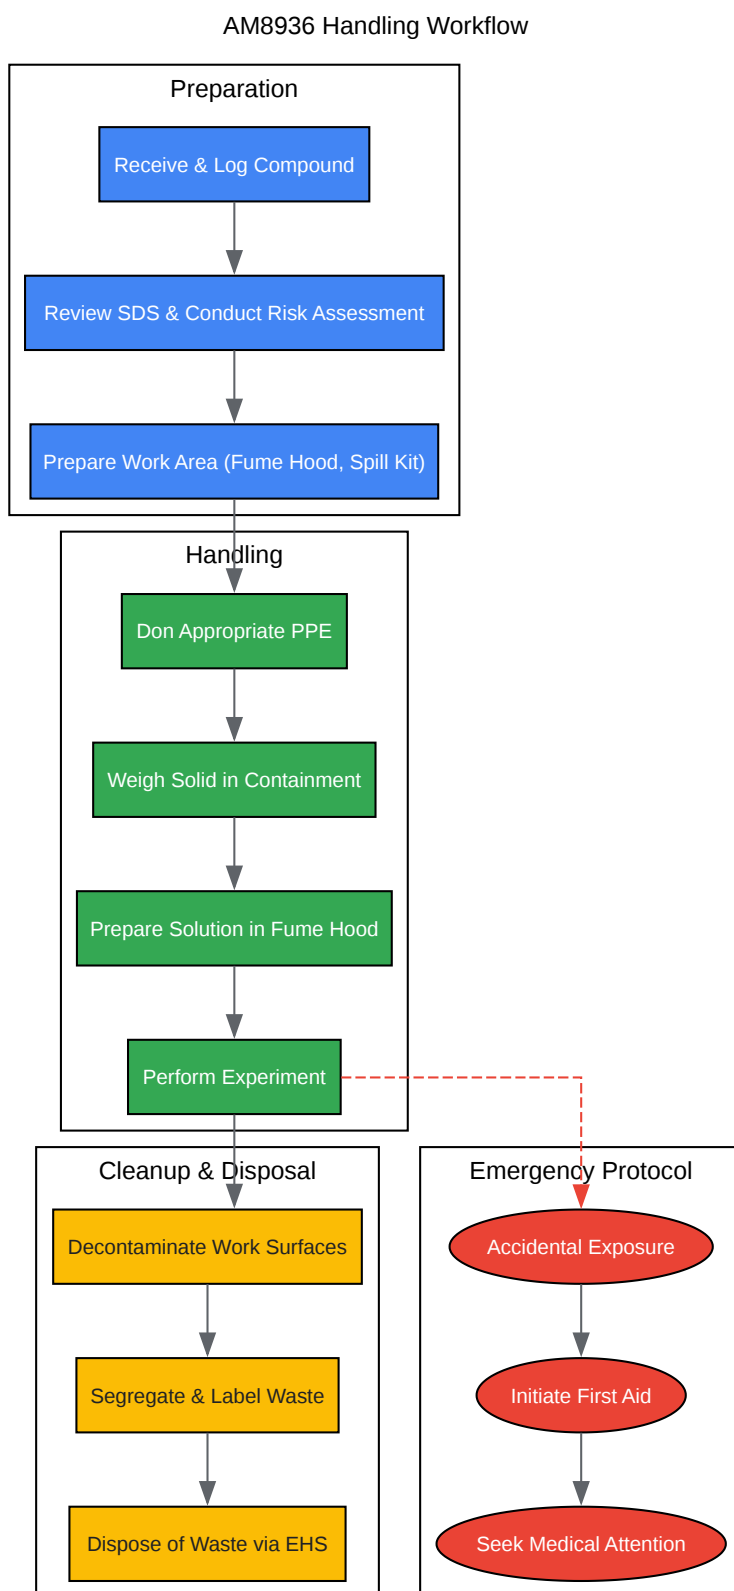 AM8936 Handling Workflow
Preparation
Receive & Log Compound
Review SDS & Conduct Risk Assessment
Prepare Work Area (Fume Hood, Spill Kit)
Handling
Don Appropriate PPE
Weigh Solid in Containment
Prepare Solution in Fume Hood
Perform Experiment
Cleanup & Disposal
Decontaminate Work Surfaces
Segregate & Label Waste
Dispose of Waste via EHS
Emergency Protocol
Accidental Exposure
Initiate First Aid
Seek Medical Attention